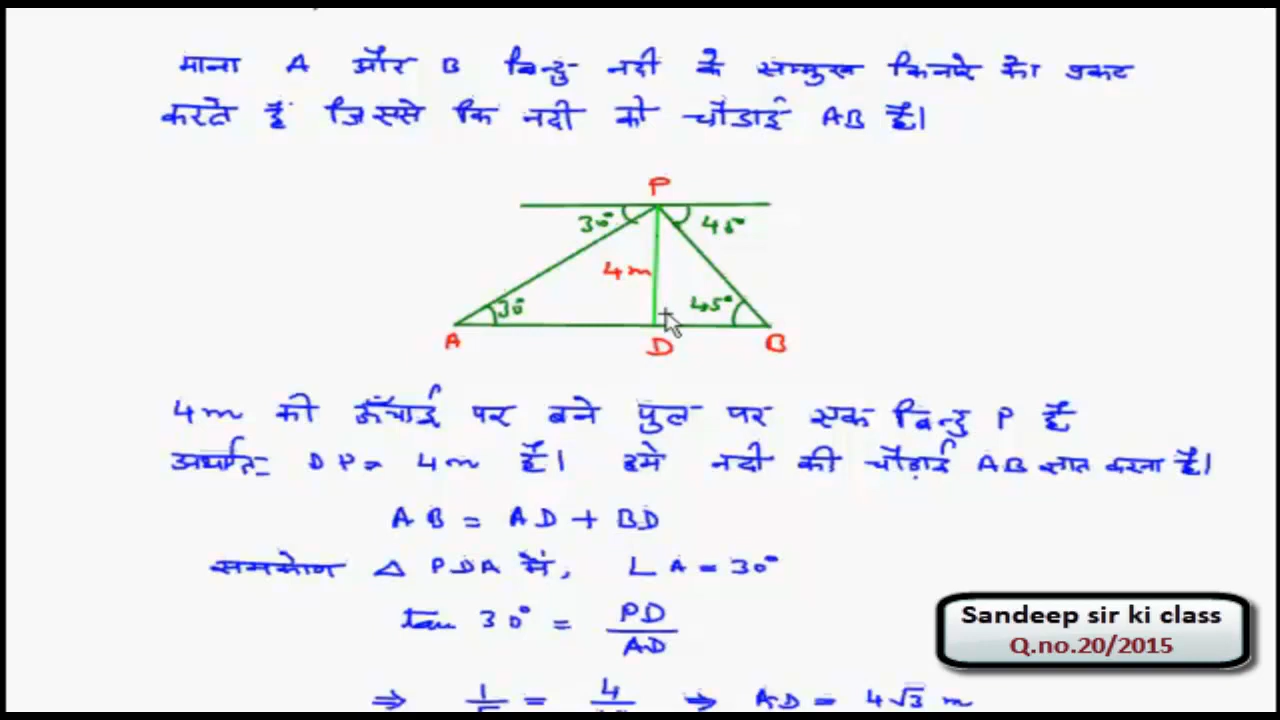 माना A और B बिन्दु नदी के सम्मुख किनारे को प्रकट
करते हैं जिससे कि नदी की चौडाई AB है।
P
30° 45°
4m
30 45°
A D B
4m की ऊँचाई पर बने पुल पर एक बिन्दु P है
अर्थात- DP = 4m है। हमे नदी की चौड़ाई AB ज्ञात करना है।
AB = AD + BD
समकोण △ PDA में, ∠A = 30°
tan 30° = PD/AD
Sandeep sir ki class
Q.no.20/2015
⇒ 1 = 4 → AD = 4√3 m